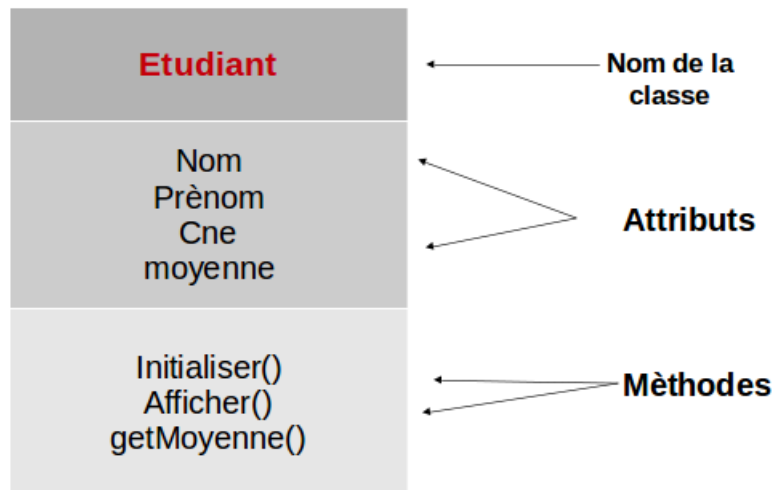 Etudiant
Nom de la
classe
Nom
Prènom
Cne
moyenne
Attributs
Initialiser()
Afficher()
getMoyenne()
Mèthodes